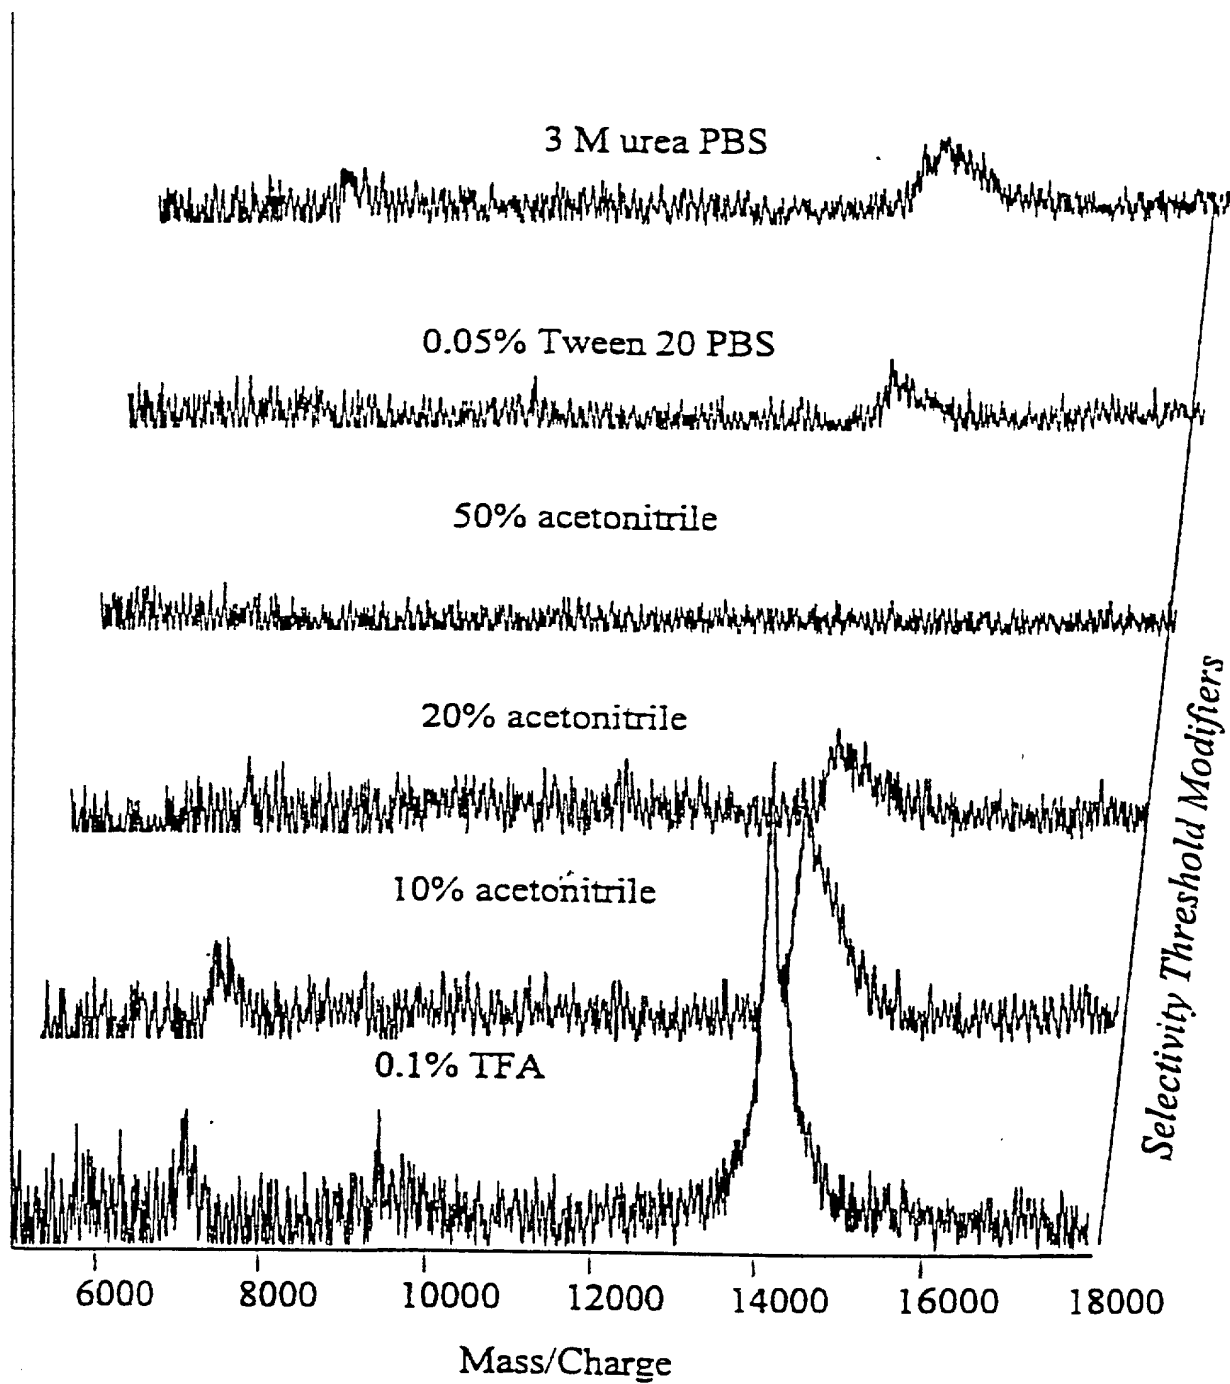 3 M urea PBS
0.05% Tween 20 PBS
50% acetonitrile
20% acetonitrile
10% acetonitrile
0.1% TFA
Selectivity Threshold Modifiers
6000 8000 10000 12000 14000 16000 18000
Mass/Charge